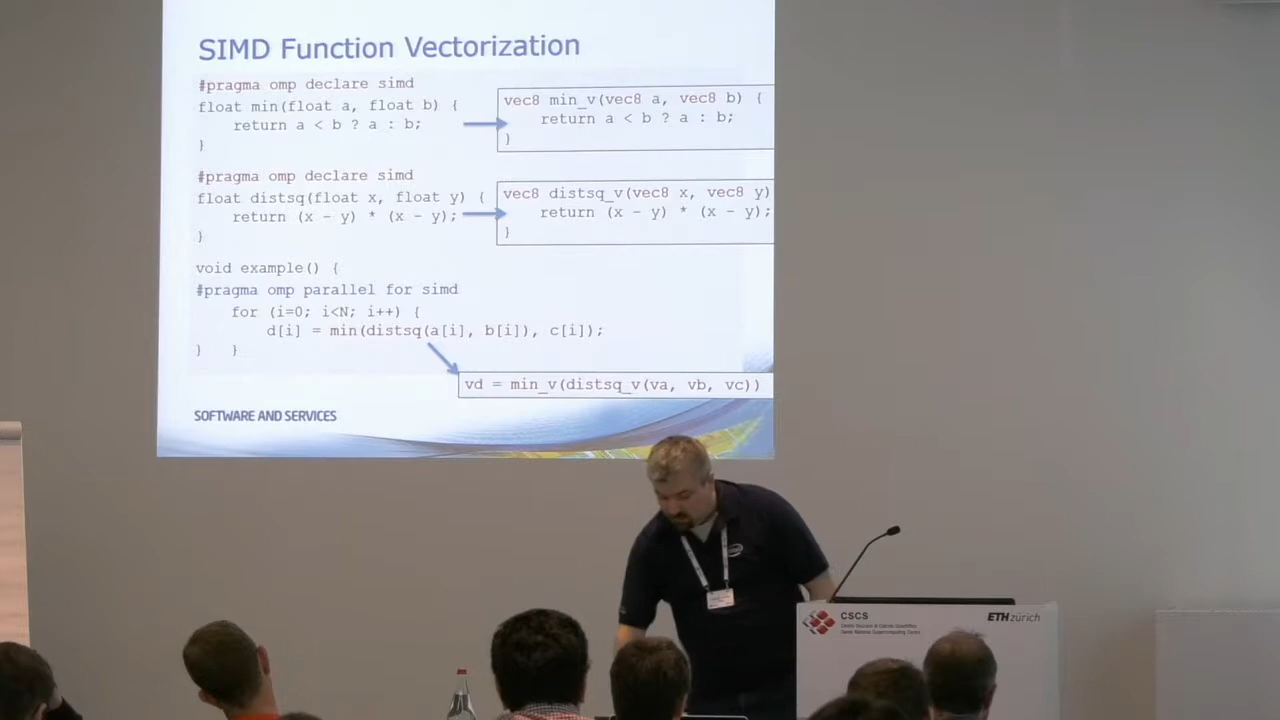 SIMD Function Vectorization
#pragma omp declare simd
float min(float a, float b) {
return a < b ? a : b;
}
vec8 min_v(vec8 a, vec8 b) {
return a < b ? a : b;
}
#pragma omp declare simd
float distsq(float x, float y) {
return (x - y) * (x - y);
}
vec8 distsq_v(vec8 x, vec8 y)
return (x - y) * (x - y);
}
void example() {
#pragma omp parallel for simd
for (i=0; i<N; i++) {
d[i] = min(distsq(a[i], b[i]), c[i]);
} }
vd = min_v(distsq_v(va, vb, vc))
SOFTWARE AND SERVICES
CSCS
ETH zürich